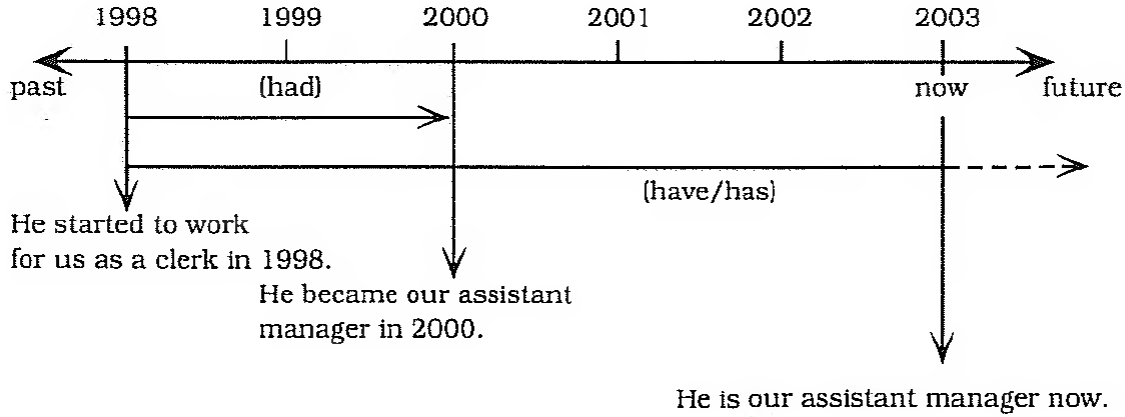 1998 1999 2000 2001 2002 2003
past (had) now future
(have/has)
He started to work
for us as a clerk in 1998.
He became our assistant
manager in 2000.
He is our assistant manager now.